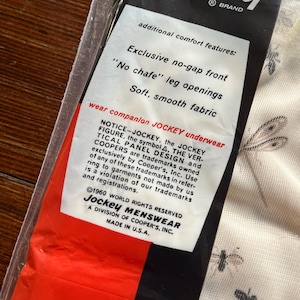 ® BRAND
additional comfort features:
Exclusive no-gap front
"No chafe" leg openings
Soft, smooth fabric
wear companion JOCKEY underwear
NOTICE-JOCKEY, the JOCKEY
FIGURE, the symbol Ⓙ, THE VER-
TICAL PANEL DESIGN, and
COOPERS are trademarks owned
exclusively by Cooper's, Inc. Use
of any of these trademarks in refer-
ring to garments not made by us
is a violation of our trademarks
and registrations.
©1960 WORLD RIGHTS RESERVED
Jockey MENSWEAR
A DIVISION OF COOPER'S, INC.
MADE IN U.S.A.